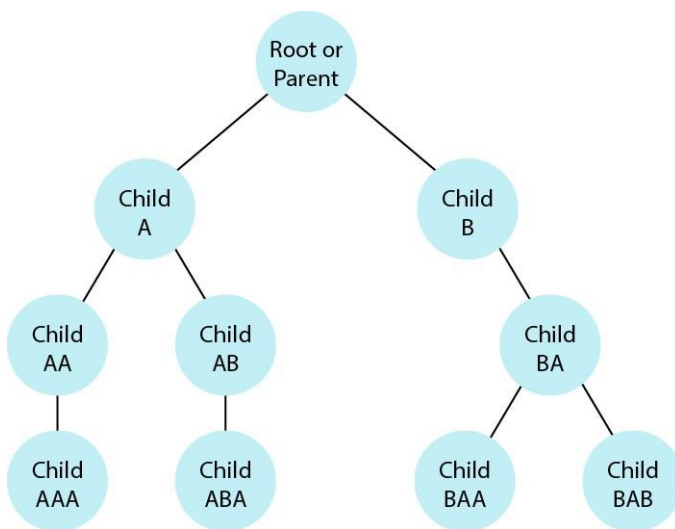 Root or
Parent
Child
A
Child
B
Child
AA
Child
AB
Child
BA
Child
AAA
Child
ABA
Child
BAA
Child
BAB